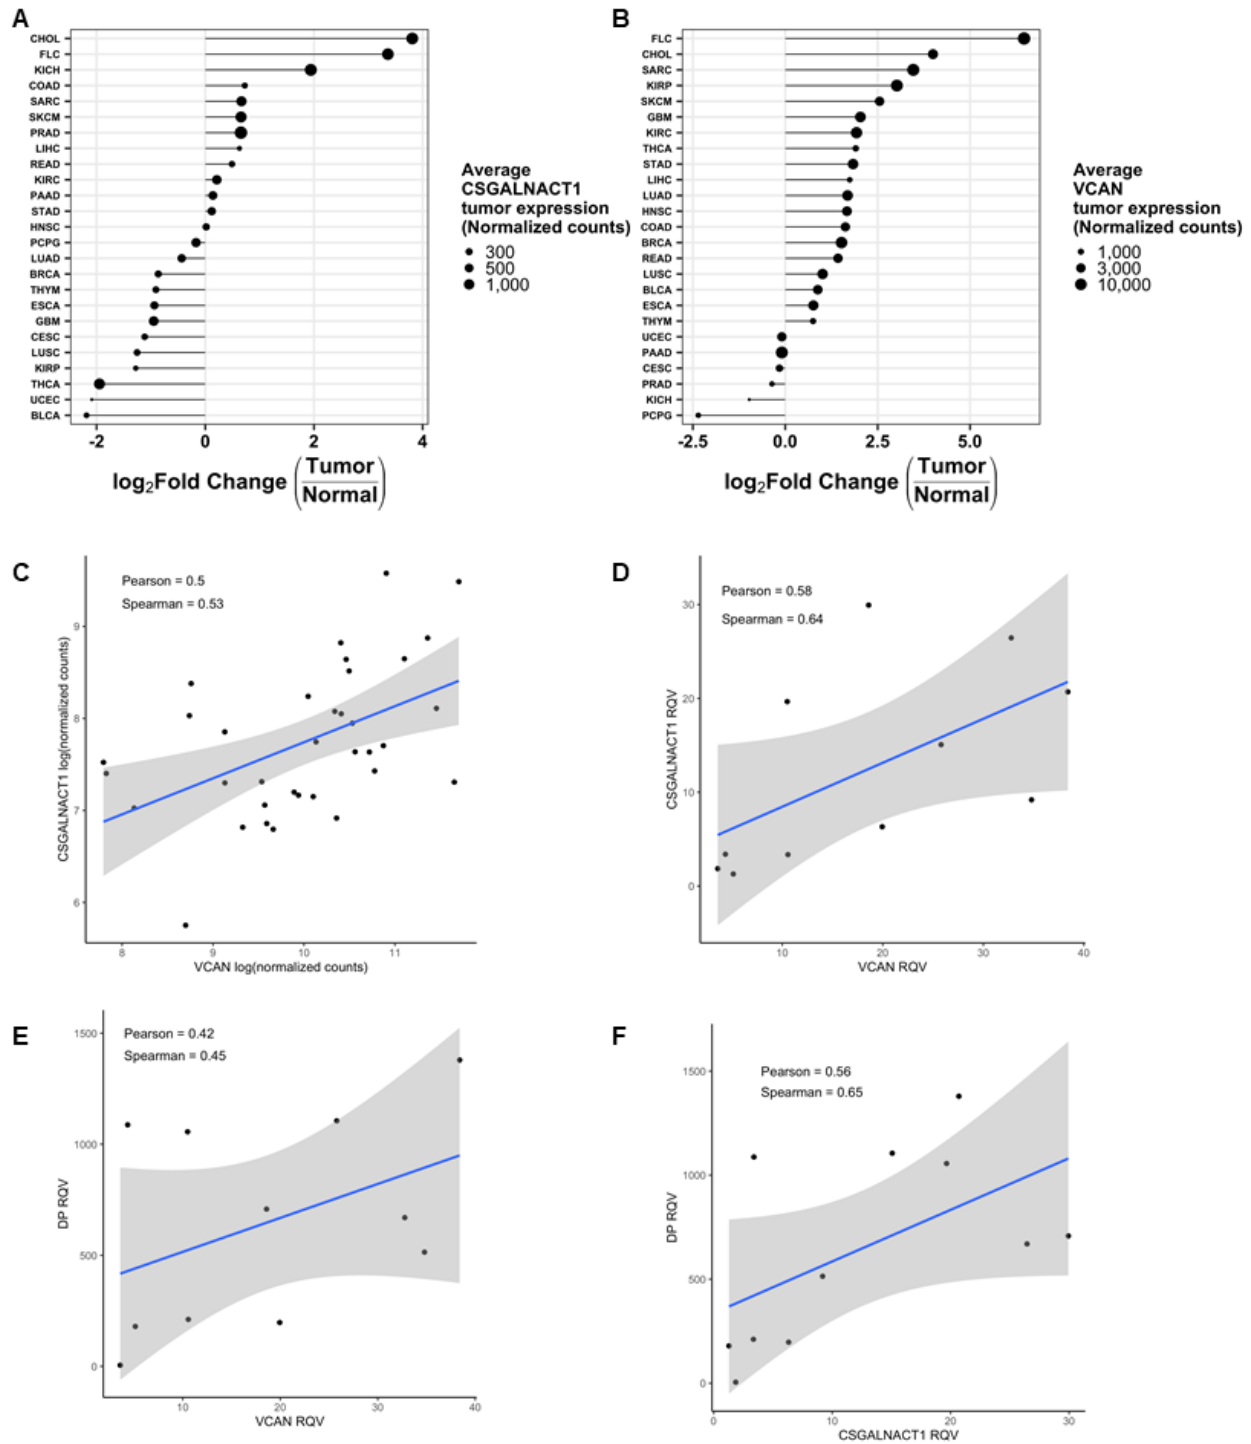 A
CHOL
FLC
KICH
COAD
SARC
SKCM
PRAD
LIHC
READ
KIRC
PAAD
STAD
HNSC
PCPG
LUAD
BRCA
THYM
ESCA
GBM
CESC
LUSC
KIRP
THCA
UCEC
BLCA
-2 0 2 4
log2Fold Change (Tumor
Normal)
Average
CSGALNACT1
tumor expression
(Normalized counts)
300
500
1,000
B
FLC
CHOL
SARC
KIRP
SKCM
GBM
KIRC
THCA
STAD
LIHC
LUAD
HNSC
COAD
BRCA
READ
LUSC
BLCA
ESCA
THYM
UCEC
PAAD
CESC
PRAD
KICH
PCPG
-2.5 0.0 2.5 5.0
log2Fold Change (Tumor
Normal)
Average
VCAN
tumor expression
(Normalized counts)
1,000
3,000
10,000
C
Pearson = 0.5
Spearman = 0.53
CSGALNACT1 log(normalized counts)
9
8
7
6
8 9 10 11
VCAN log(normalized counts)
D
Pearson = 0.58
Spearman = 0.64
CSGALNACT1 RQV
30
20
10
0
10 20 30 40
VCAN RQV
E
Pearson = 0.42
Spearman = 0.45
DP RQV
1500
1000
500
0
10 20 30 40
VCAN RQV
F
Pearson = 0.56
Spearman = 0.65
DP RQV
1500
1000
500
0
0 10 20 30
CSGALNACT1 RQV